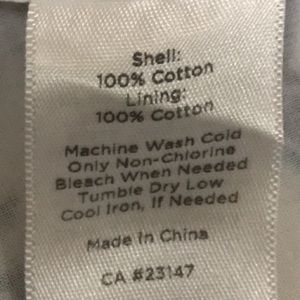 Shell:
100% Cotton
Lining:
100% Cotton
Machine Wash Cold
Only Non-Chlorine
Bleach When Needed
Tumble Dry Low
Cool Iron, If Needed
Made In China
CA #23147